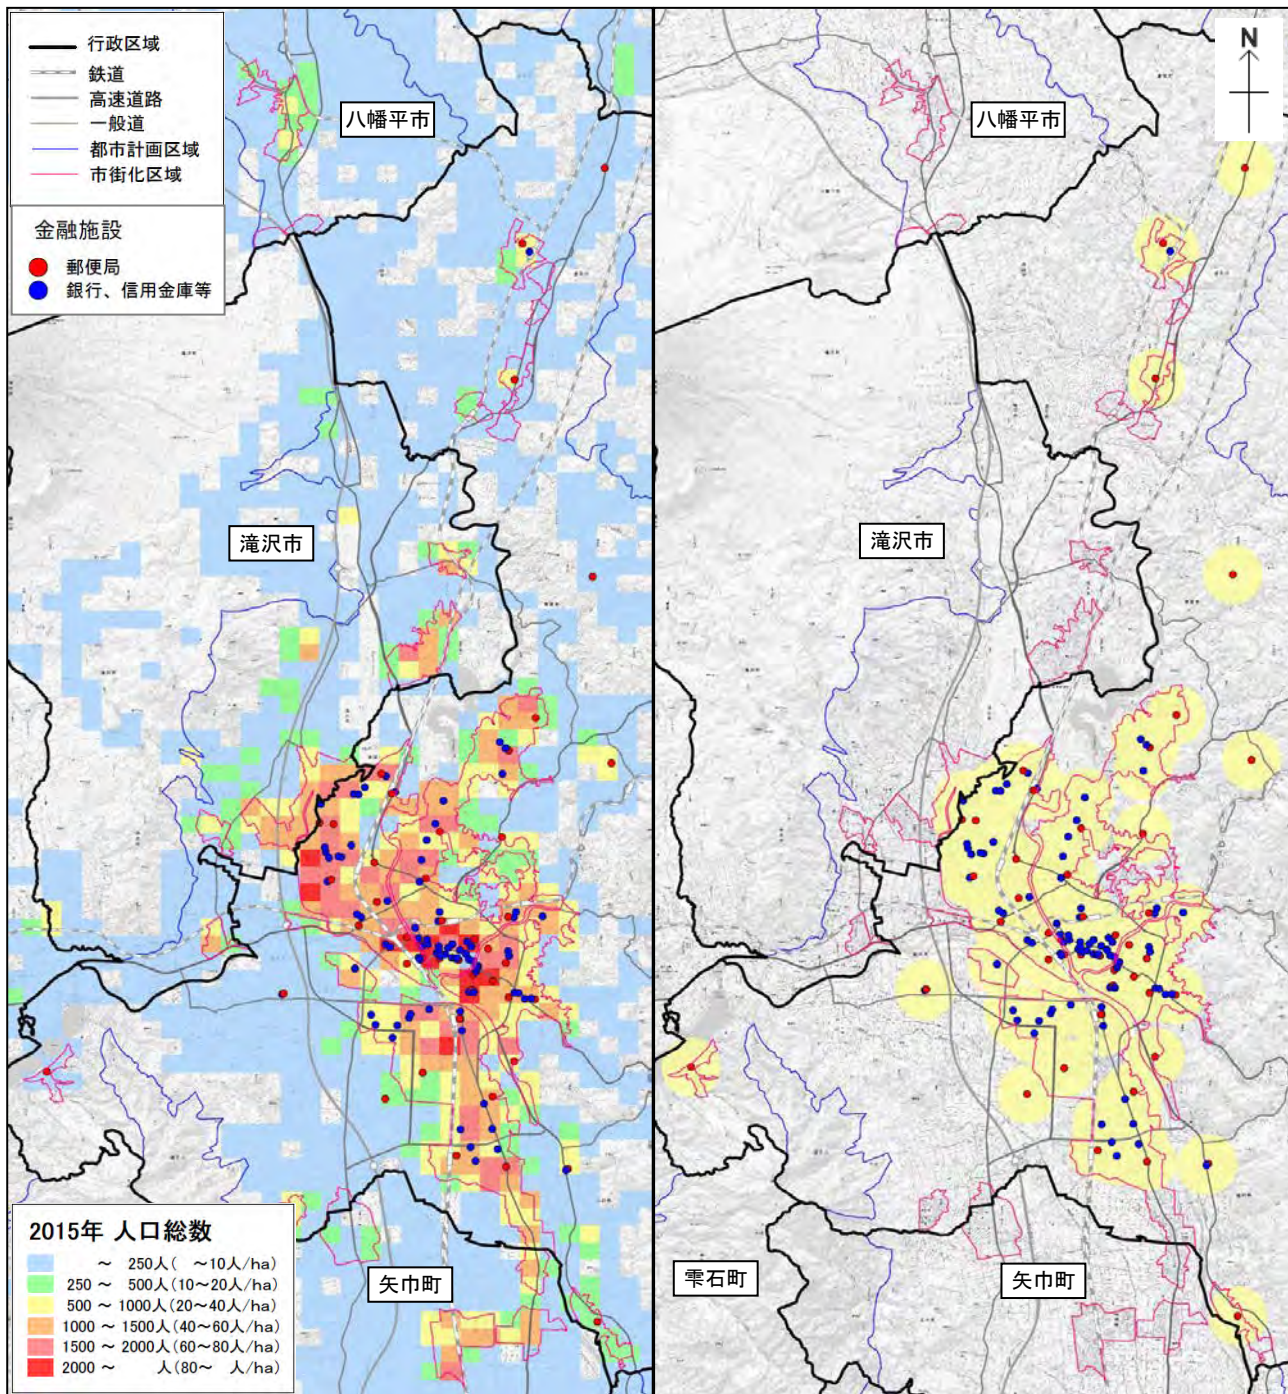 行政区域
鉄道
高速道路
一般道
都市計画区域
市街化区域
金融施設
郵便局
銀行、信用金庫等
八幡平市
滝沢市
矢巾町
2015年 人口総数
～ 250人( ～10人/ha)
250 ～ 500人(10～20人/ha)
500 ～ 1000人(20～40人/ha)
1000 ～ 1500人(40～60人/ha)
1500 ～ 2000人(60～80人/ha)
2000 ～ 人(80～ 人/ha)
N
八幡平市
滝沢市
雫石町
矢巾町